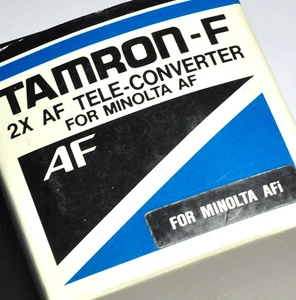 TAMRON-F
2X AF TELE-CONVERTER
FOR MINOLTA AF
AF
FOR MINOLTA AFi